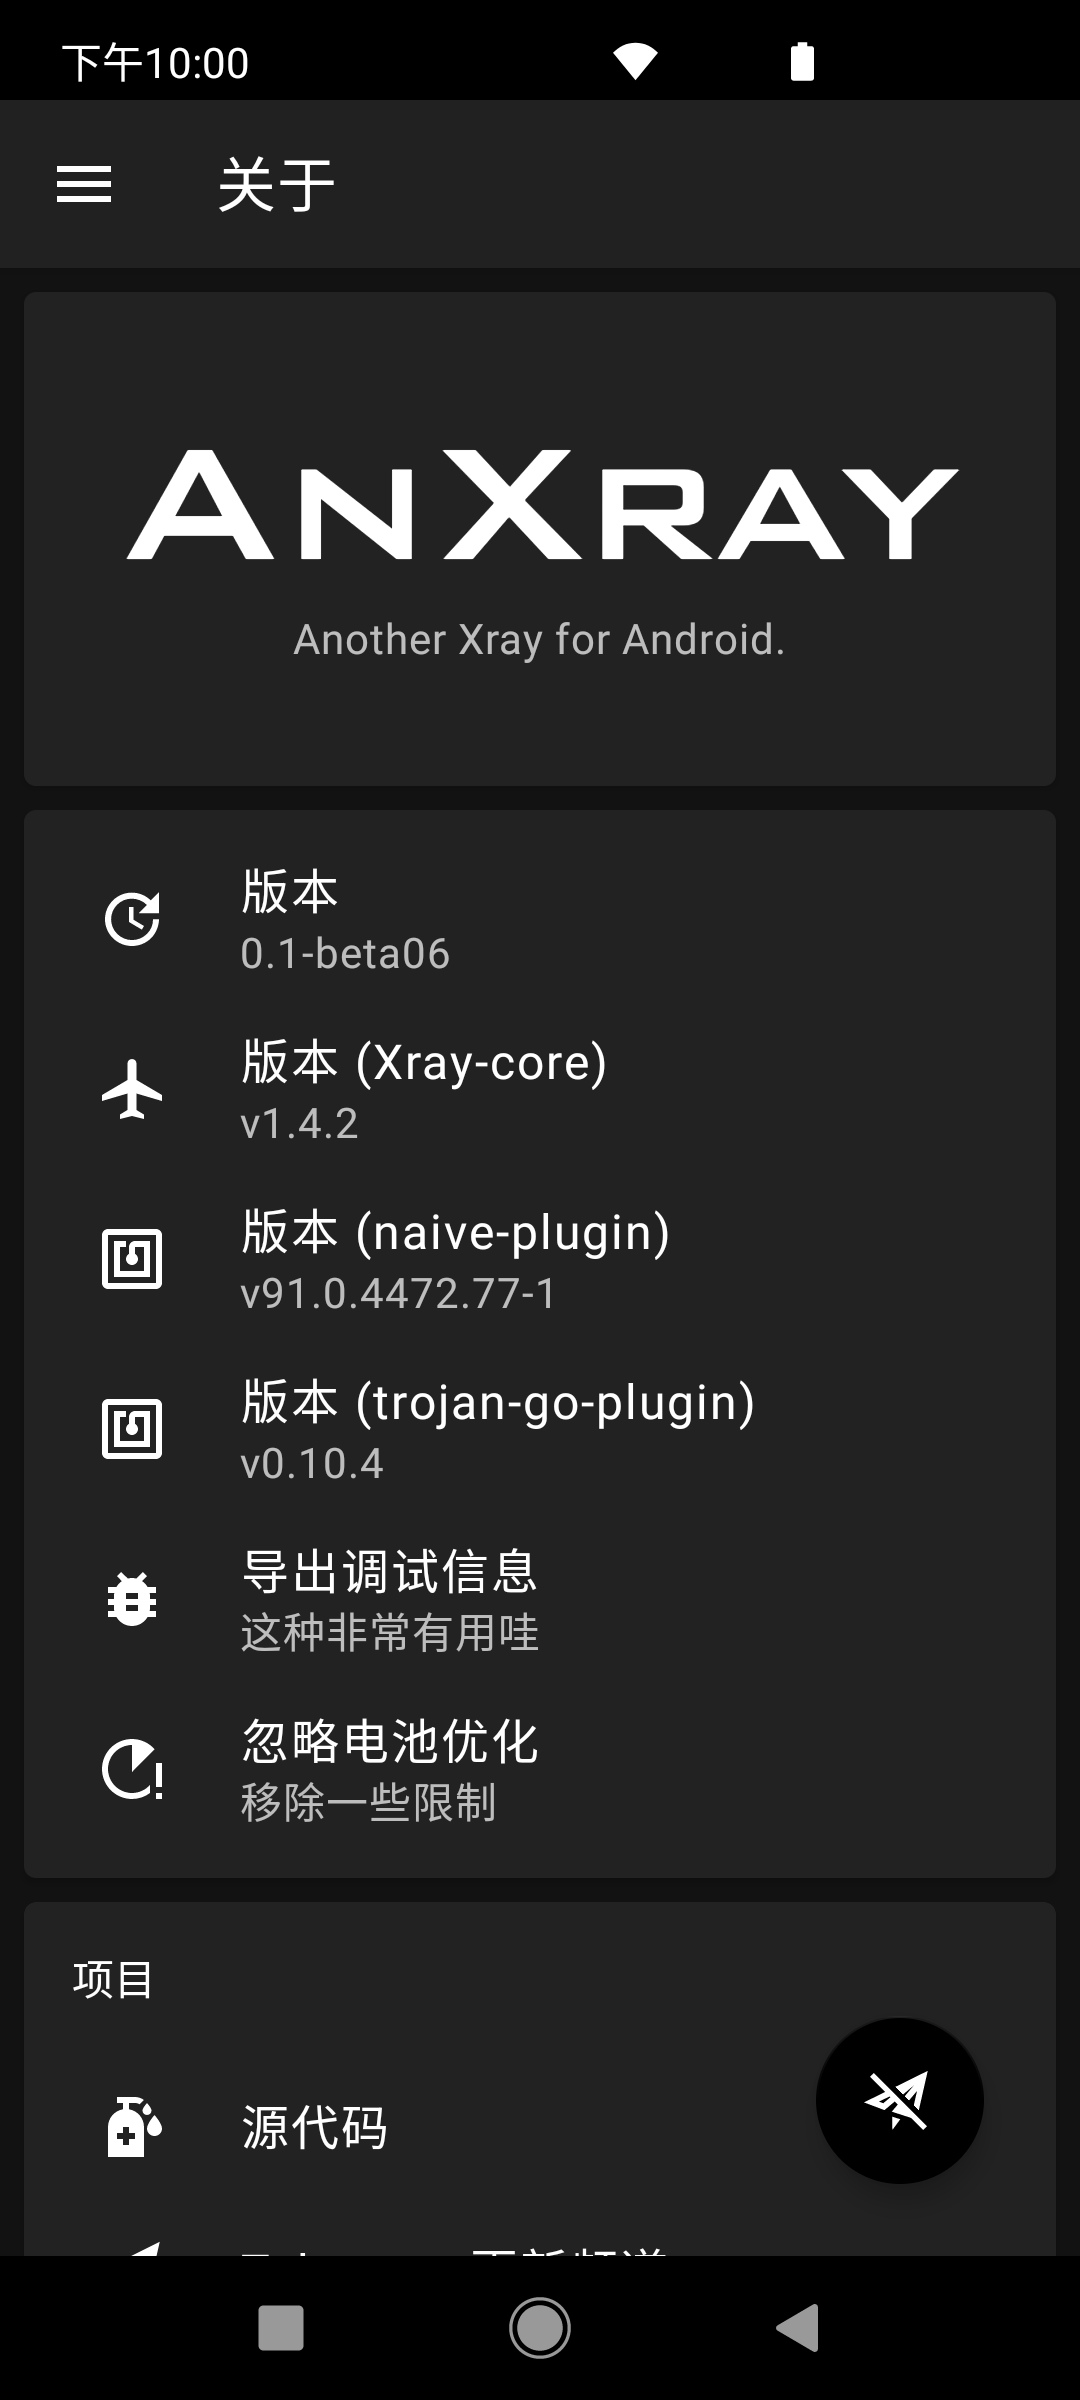 下午10:00
关于
ANXRAY
Another Xray for Android.
版本
0.1-beta06
版本 (Xray-core)
v1.4.2
版本 (naive-plugin)
v91.0.4472.77-1
版本 (trojan-go-plugin)
v0.10.4
导出调试信息
这种非常有用哇
忽略电池优化
移除一些限制
项目
源代码